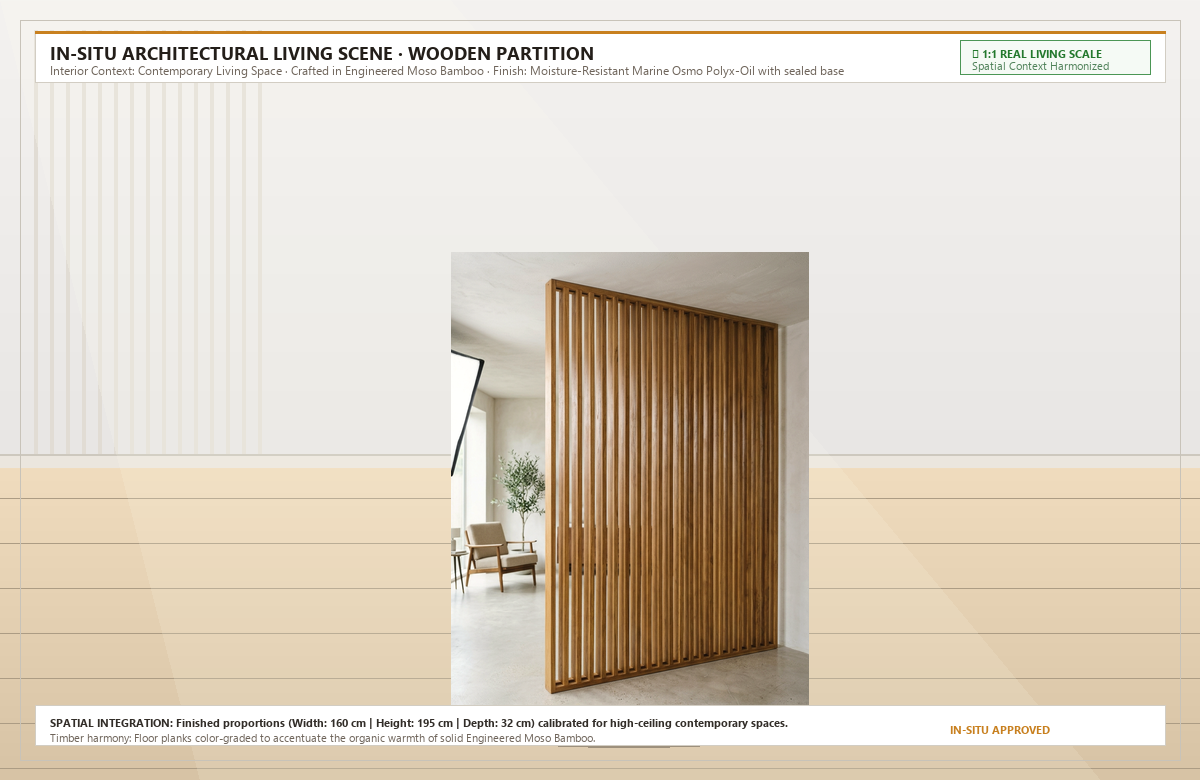 IN-SITU ARCHITECTURAL LIVING SCENE · WOODEN PARTITION
Interior Context: Contemporary Living Space · Crafted in Engineered Moso Bamboo · Finish: Moisture-Resistant Marine Osmo Polyx-Oil with sealed base
1:1 REAL LIVING SCALE
Spatial Context Harmonized
SPATIAL INTEGRATION: Finished proportions (Width: 160 cm | Height: 195 cm | Depth: 32 cm) calibrated for high-ceiling contemporary spaces.
Timber harmony: Floor planks color-graded to accentuate the organic warmth of solid Engineered Moso Bamboo.
IN-SITU APPROVED